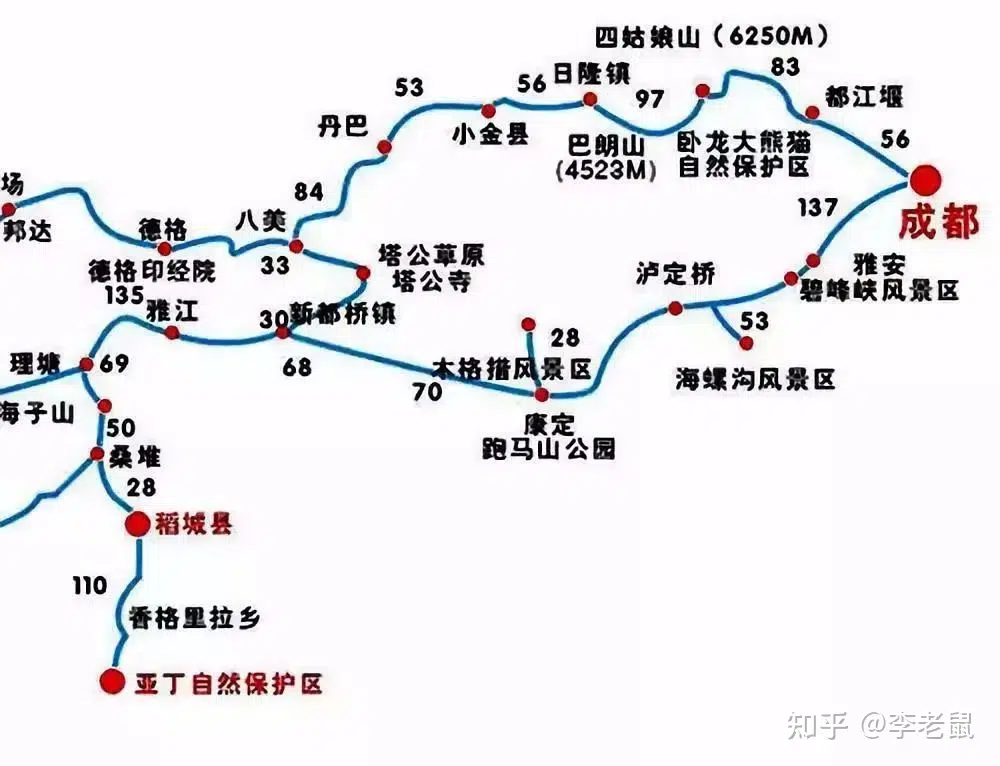 四姑娘山（6250M）
83
日隆镇
56
53
97
都江堰
丹巴
小金县
巴朗山
(4523M)
卧龙大熊猫
自然保护区
56
成都
84
137
场
邦达
德格
八美
德格印经院
33
塔公草原
塔公寺
泸定桥
雅安
碧峰峡风景区
135
雅江
30
新都桥镇
53
28
理塘
69
68
木格措风景区
70
海螺沟风景区
海子山
50
康定
跑马山公园
桑堆
28
稻城县
110
香格里拉乡
亚丁自然保护区
知乎 @李老鼠